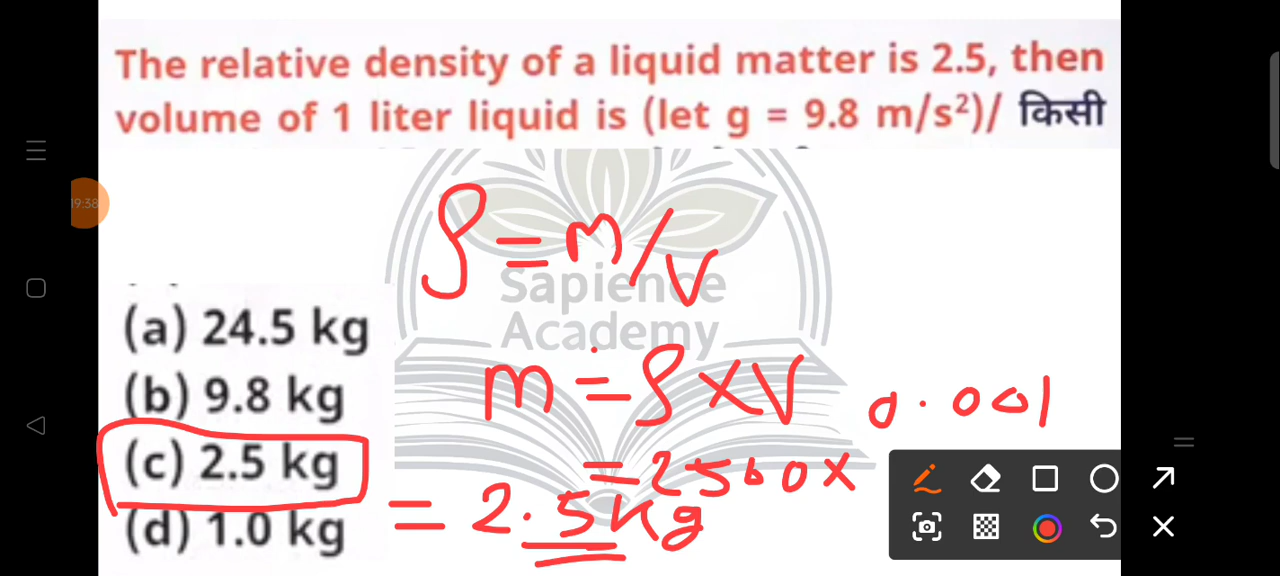 The relative density of a liquid matter is 2.5, then
volume of 1 liter liquid is (let g = 9.8 m/s²)/ किसी
19:38
ρ = m/V
Sapience
Academy
(a) 24.5 kg
m = ρ × V
(b) 9.8 kg
0.001
(c) 2.5 kg
= 2500 ×
= 2.5 kg
(d) 1.0 kg